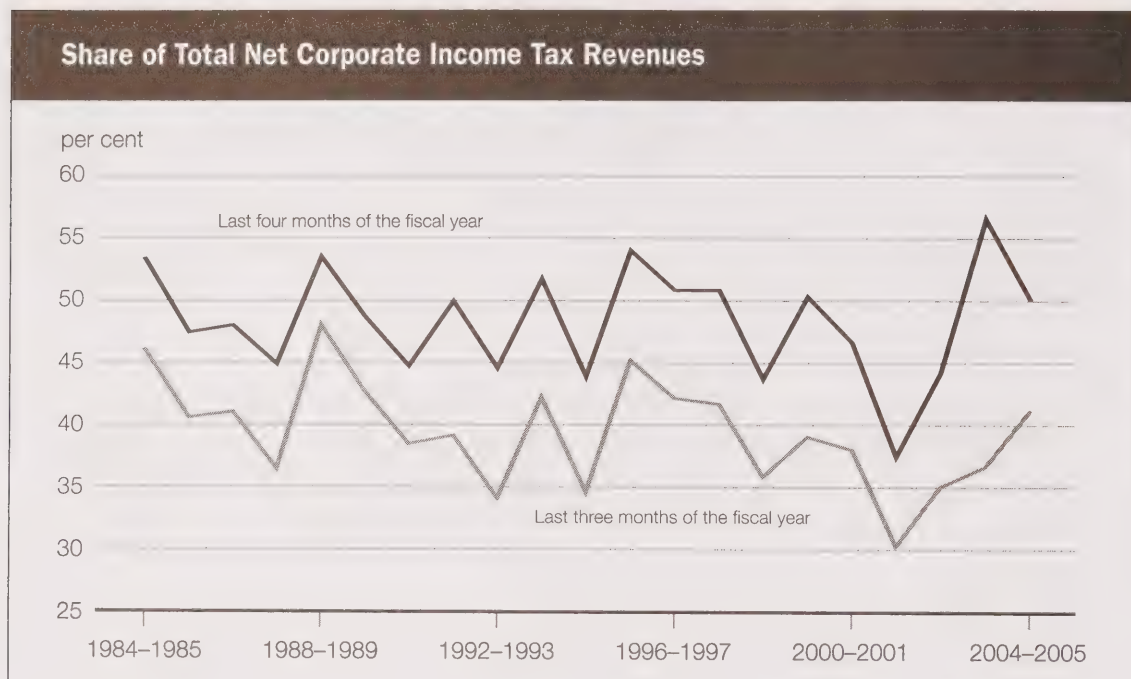 Share of Total Net Corporate Income Tax Revenues
per cent
60
Last four months of the fiscal year
55
50
45
40
35
Last three months of the fiscal year
30
25
1984–1985 1988–1989 1992–1993 1996–1997 2000–2001 2004–2005